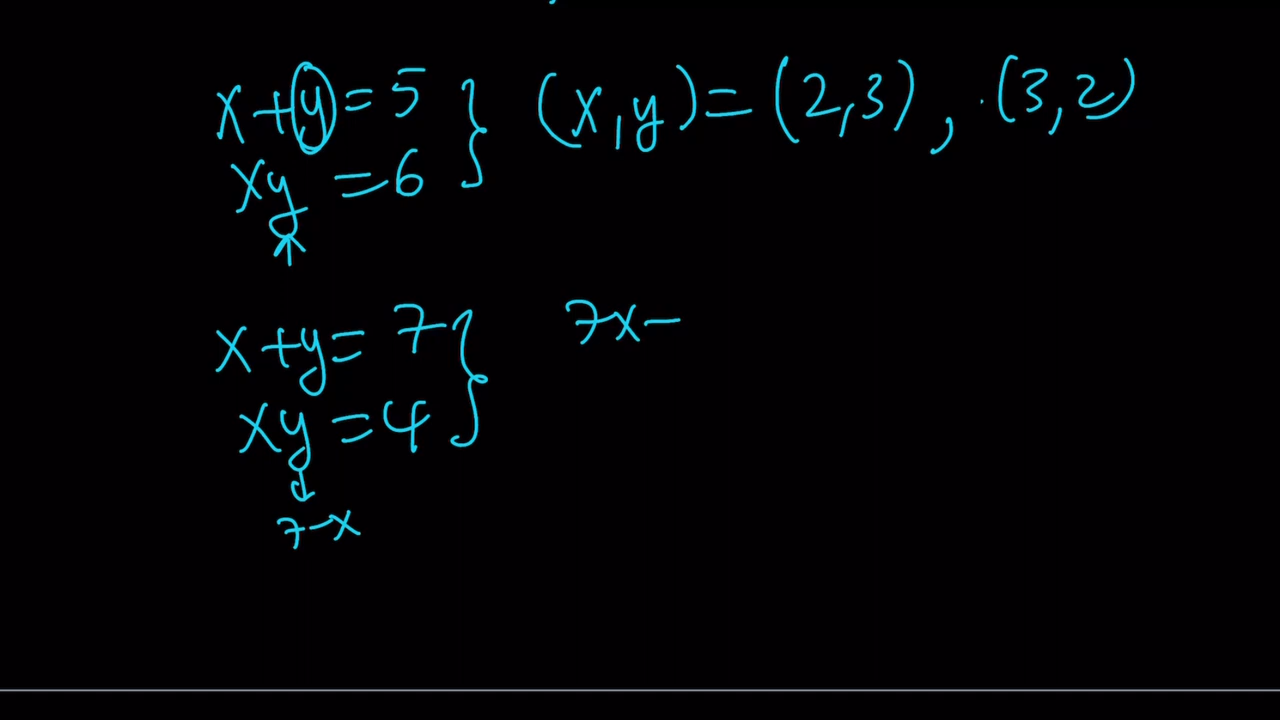 x+y=5 } (x,y)=(2,3), (3,2)
xy=6
x+y=7 } 7x-
xy=4
7-x